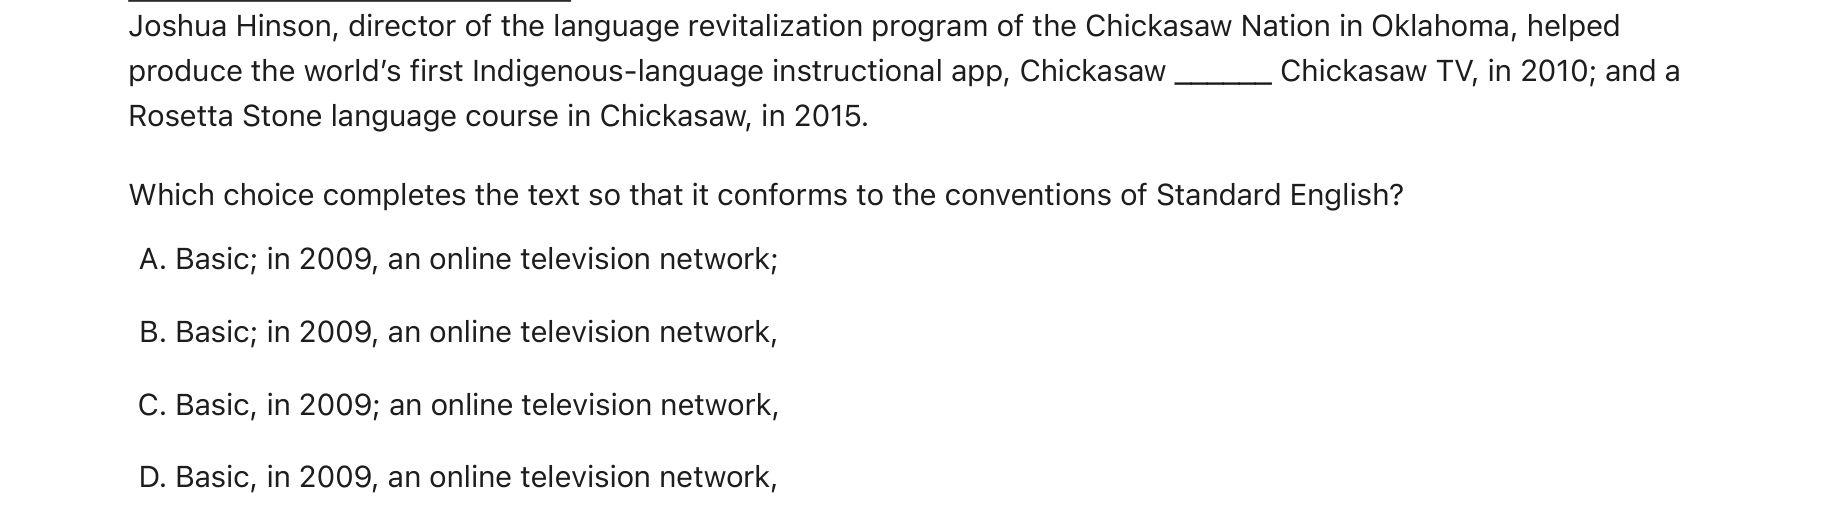 Joshua Hinson, director of the language revitalization program of the Chickasaw Nation in Oklahoma, helped
produce the world’s first Indigenous-language instructional app, Chickasaw ______ Chickasaw TV, in 2010; and a
Rosetta Stone language course in Chickasaw, in 2015.
Which choice completes the text so that it conforms to the conventions of Standard English?
A. Basic; in 2009, an online television network;
B. Basic; in 2009, an online television network,
C. Basic, in 2009; an online television network,
D. Basic, in 2009, an online television network,